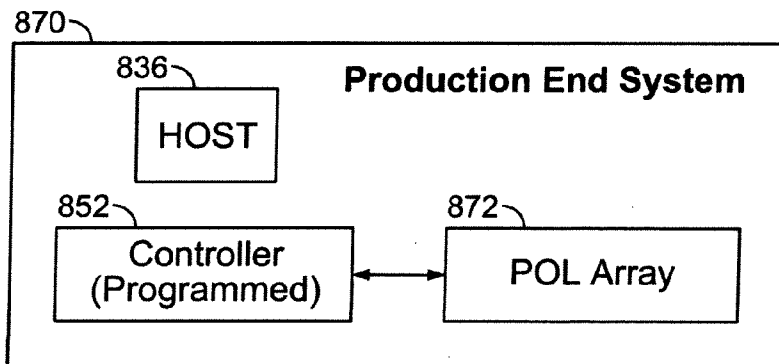 870
836
Production End System
HOST
852
872
Controller
(Programmed)
POL Array